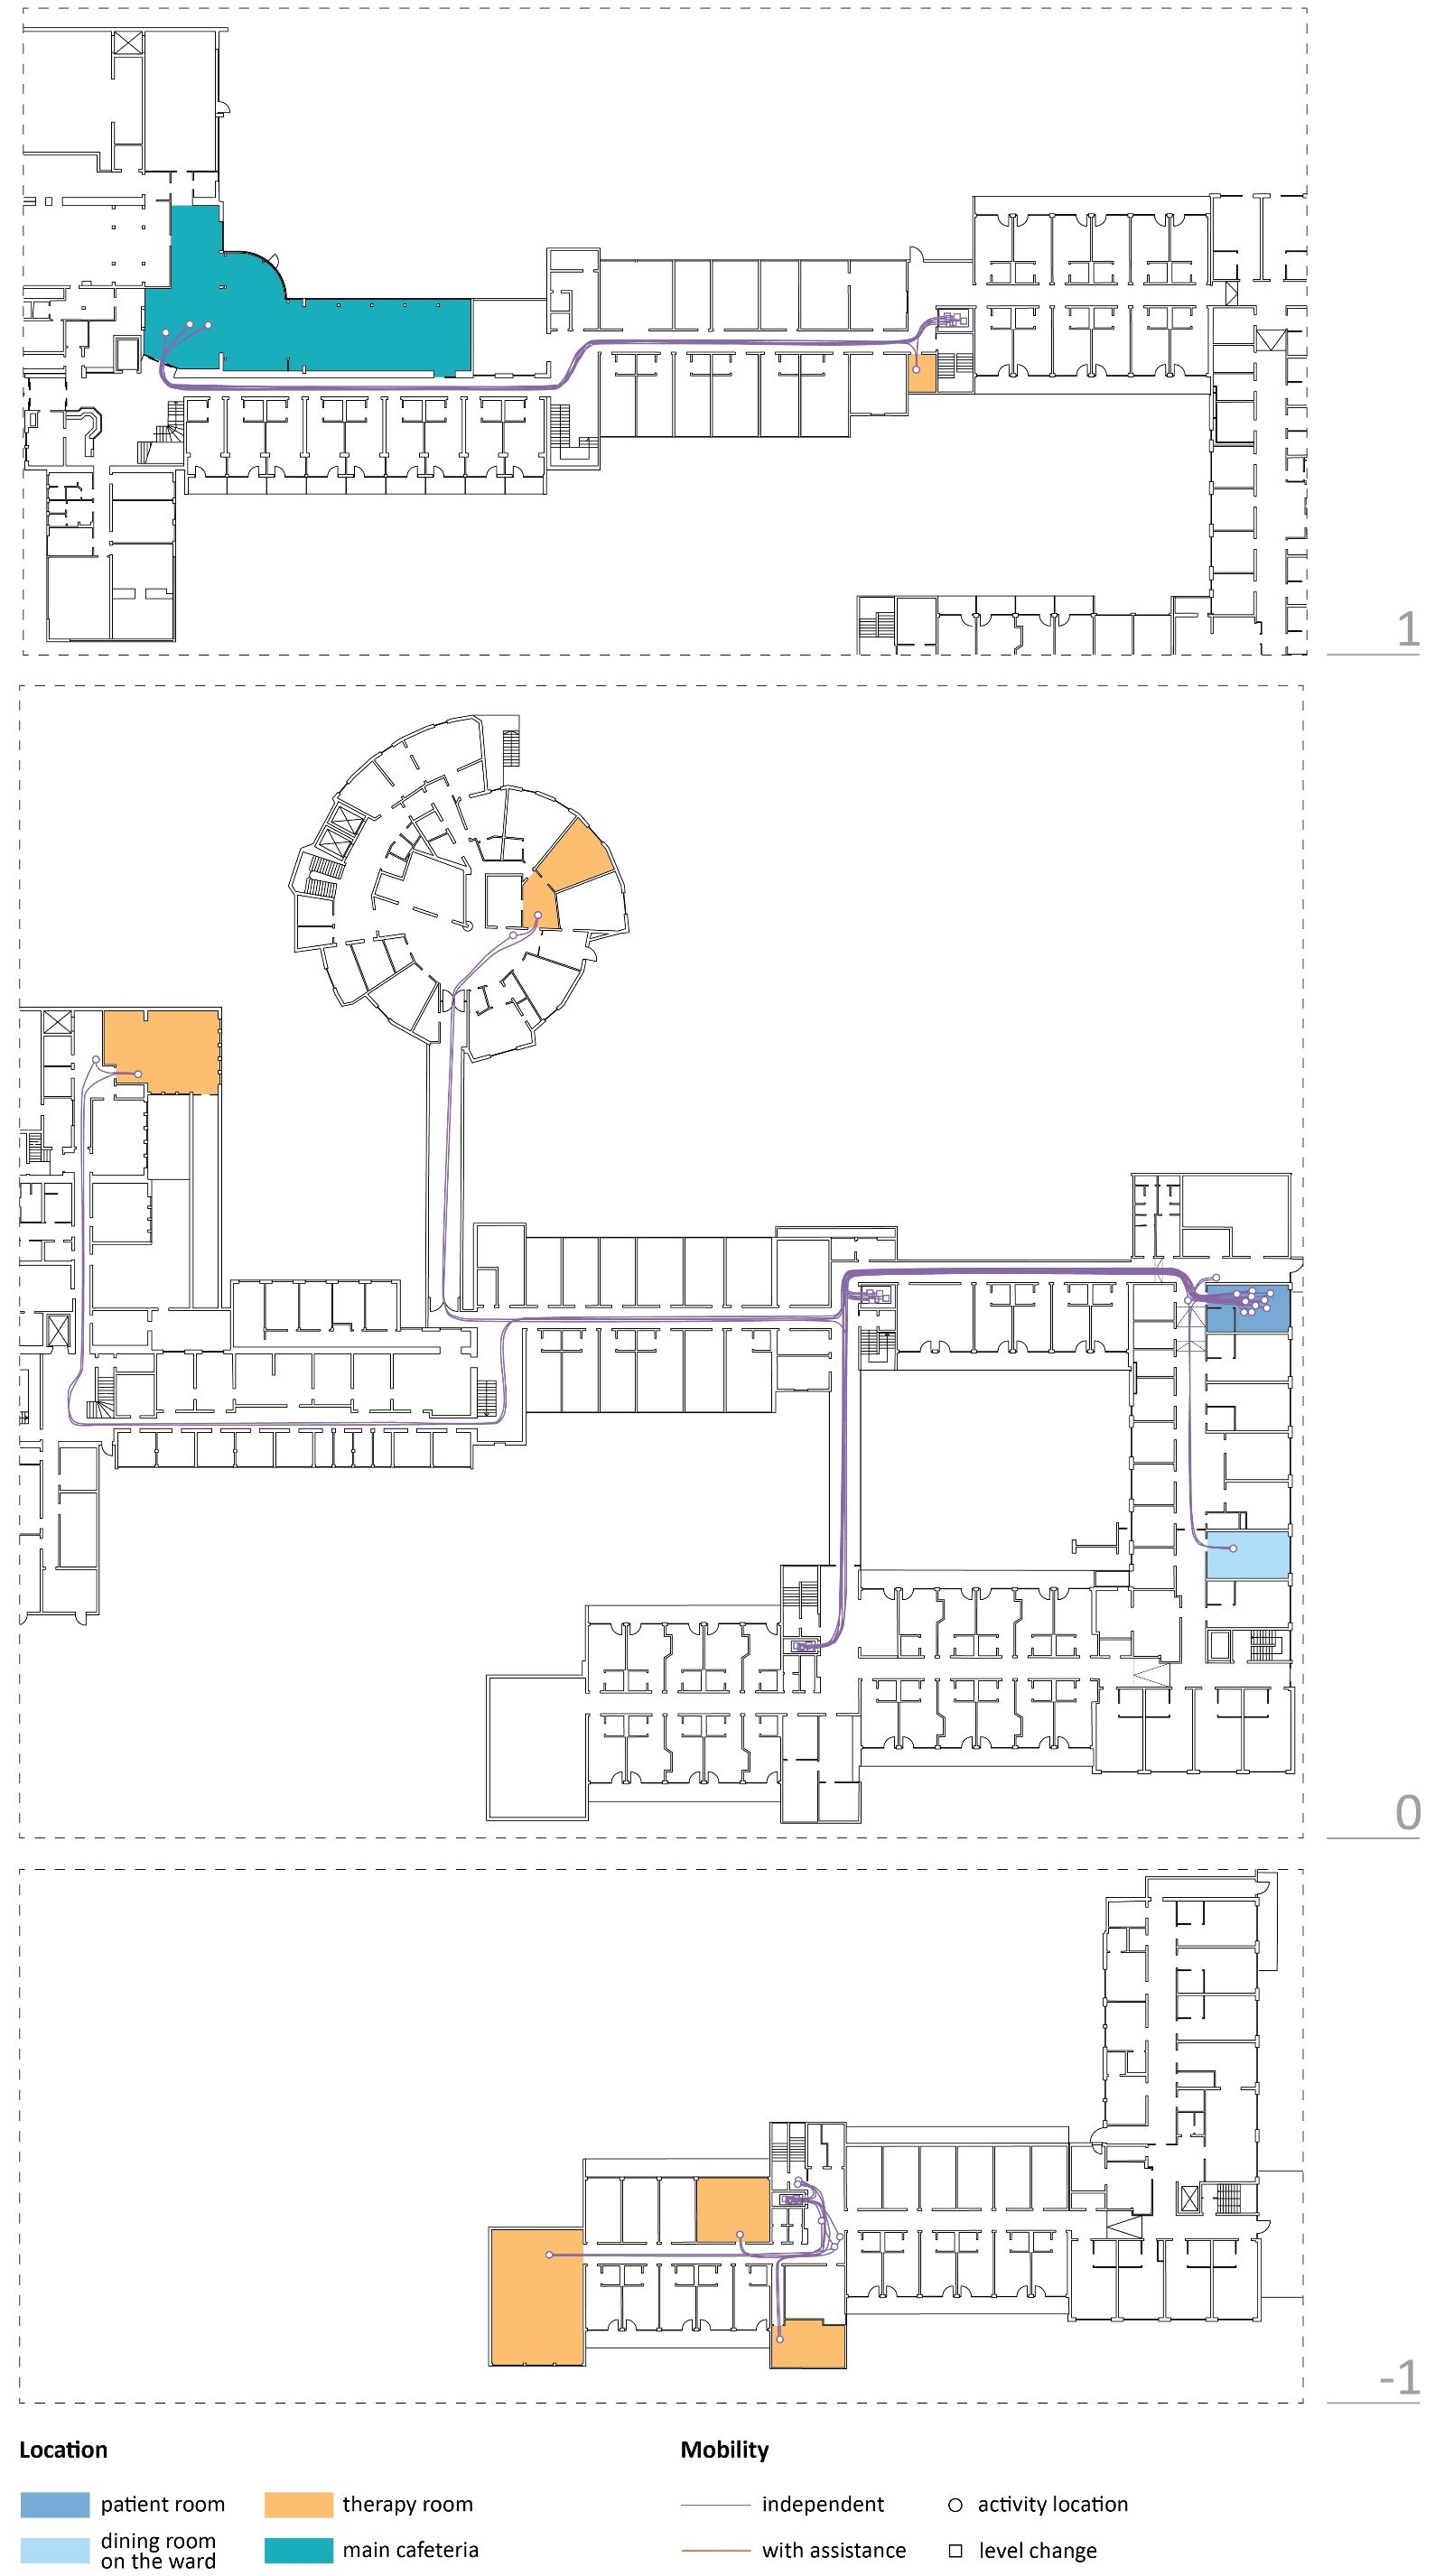 1
0
-1
Location
Mobility
patient room
therapy room
independent
activity location
dining room
on the ward
main cafeteria
with assistance
level change